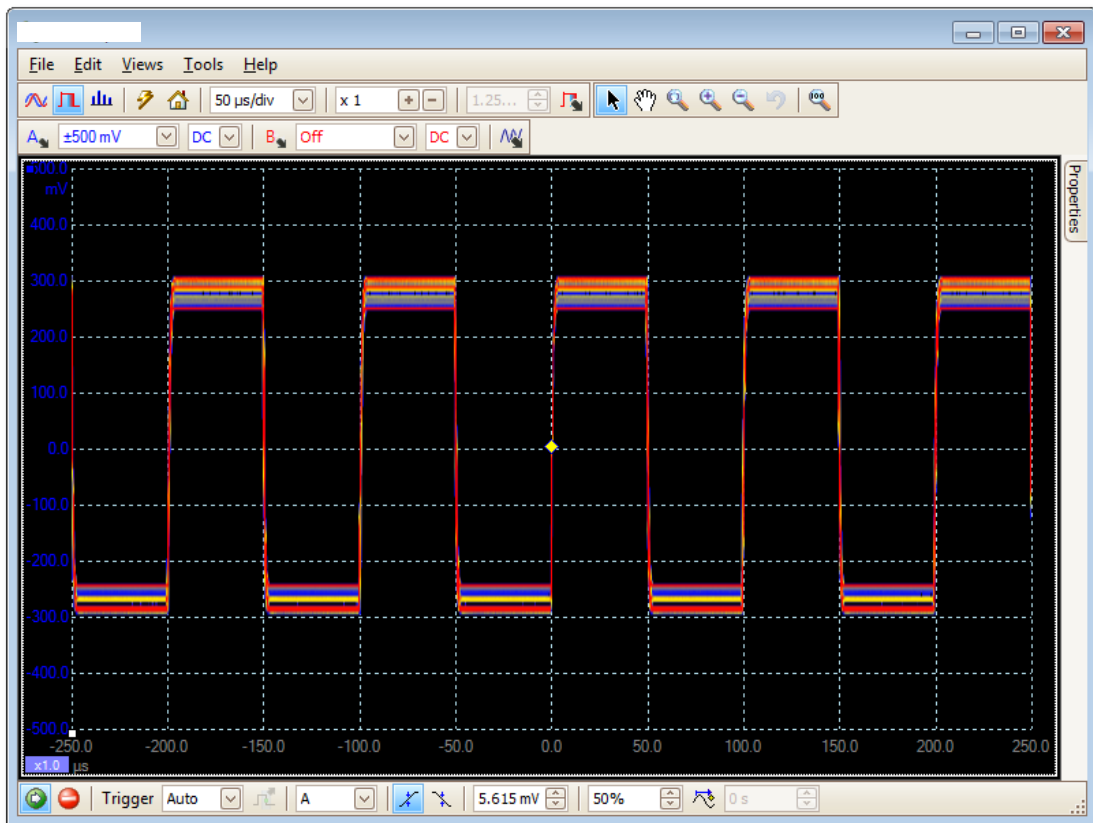 File Edit Views Tools Help
50 µs/div x 1 1.25...
A ±500 mV DC B Off DC
Properties
500.0
mV
400.0
300.0
200.0
100.0
0.0
-100.0
-200.0
-300.0
-400.0
-500.0
-250.0 -200.0 -150.0 -100.0 -50.0 0.0 50.0 100.0 150.0 200.0 250.0
x1.0 µs
Trigger Auto A 5.615 mV 50% 0 s